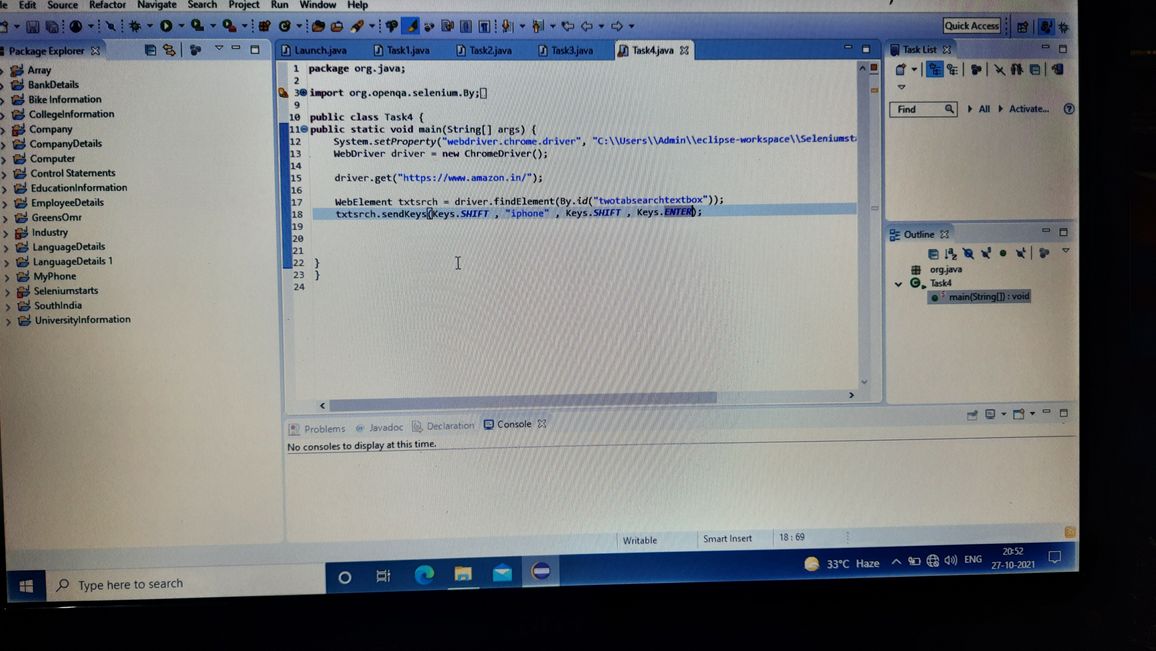 Edit Source Refactor Navigate Search Project Run Window Help
Quick Access
Package Explorer
Array
BankDetails
Bike Information
CollegeInformation
Company
CompanyDetails
Computer
Control Statements
EducationInformation
EmployeeDetails
GreensOmr
Industry
LanguageDetails
LanguageDetails 1
MyPhone
Seleniumstarts
SouthIndia
UniversityInformation
Launch.java Task1.java Task2.java Task3.java Task4.java
1 package org.java;
2
3 import org.openqa.selenium.By;
9
10 public class Task4 {
11 public static void main(String[] args) {
12 System.setProperty("webdriver.chrome.driver", "C:\\Users\\Admin\\eclipse-workspace\\Seleniumst
13 WebDriver driver = new ChromeDriver();
14
15 driver.get("https://www.amazon.in/");
16
17 WebElement txtsrch = driver.findElement(By.id("twotabsearchtextbox"));
18 txtsrch.sendKeys(Keys.SHIFT , "iphone" , Keys.SHIFT , Keys.ENTER);
19
20
21
22 }
23 }
24
Task List
Find All Activate...
Outline
org.java
Task4
main(String[]) : void
Problems Javadoc Declaration Console
No consoles to display at this time.
Writable Smart Insert 18 : 69
Type here to search
33°C Haze ENG
20:52
27-10-2021